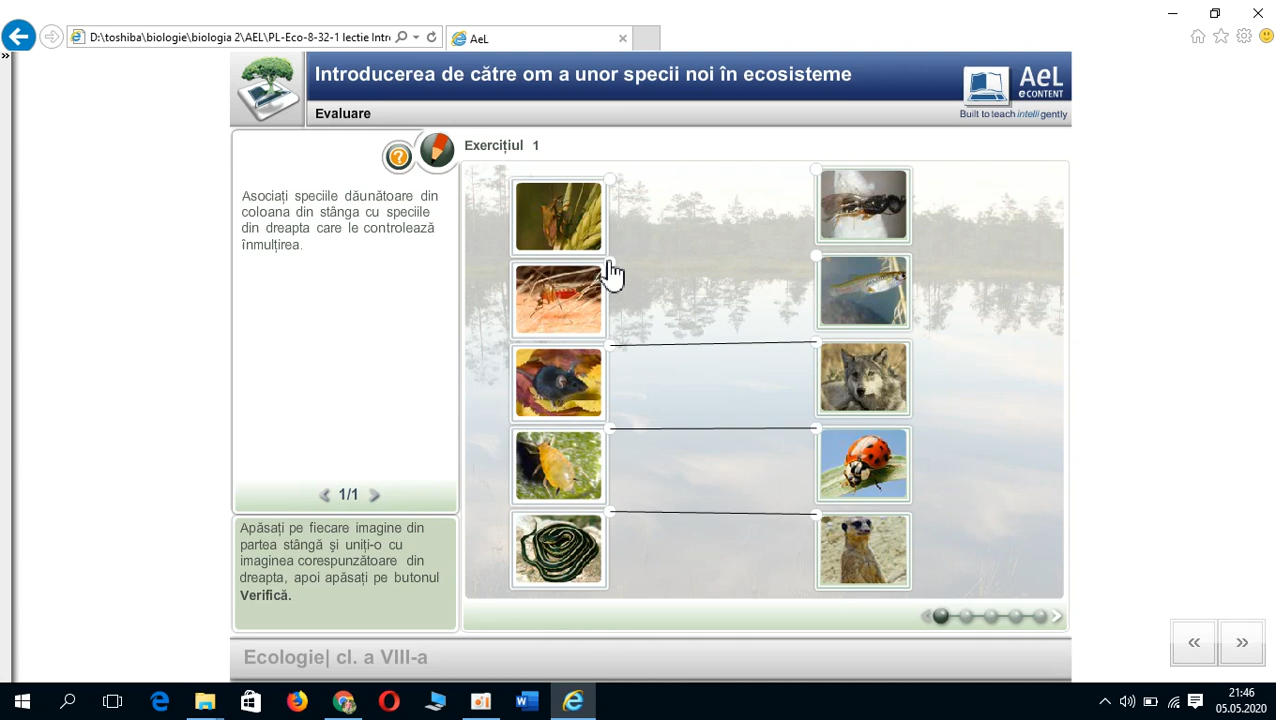 D:\toshiba\biologie\biologia 2\AEL\PL-Eco-8-32-1 lectie Intro
AeL
»
Introducerea de către om a unor specii noi în ecosisteme
AeL
eCONTENT
Evaluare
Built to teach intelligently
Exercițiul 1
Asociați speciile dăunătoare din
coloana din stânga cu speciile
din dreapta care le controlează
înmulțirea.
1/1
Apăsați pe fiecare imagine din
partea stângă și uniți-o cu
imaginea corespunzătoare din
dreapta, apoi apăsați pe butonul
Verifică.
Ecologie| cl. a VIII-a
« »
21:46
05.05.2020